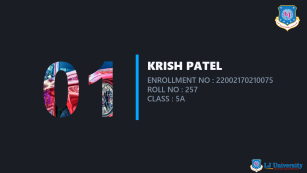 01
KRISH PATEL
ENROLLMENT NO : 22002170210075
ROLL NO : 257
CLASS : 5A
LJ University